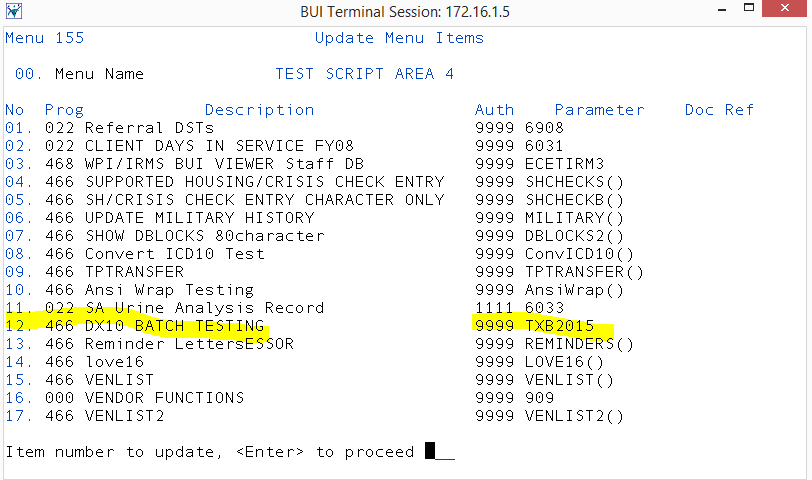 BUI Terminal Session: 172.16.1.5
Menu 155 Update Menu Items
00. Menu Name TEST SCRIPT AREA 4
No Prog Description Auth Parameter Doc Ref
01. 022 Referral DSTs 9999 6908
02. 022 CLIENT DAYS IN SERVICE FY08 9999 6031
03. 468 WPI/IRMS BUI VIEWER Staff DB 9999 ECETIRM3
04. 466 SUPPORTED HOUSING/CRISIS CHECK ENTRY 9999 SHCHECKS()
05. 466 SH/CRISIS CHECK ENTRY CHARACTER ONLY 9999 SHCHECKB()
06. 466 UPDATE MILITARY HISTORY 9999 MILITARY()
07. 466 SHOW DBLOCKS 80character 9999 DBLOCKS2()
08. 466 Convert ICD10 Test 9999 ConvICD10()
09. 466 TPTRANSFER 9999 TPTRANSFER()
10. 466 Ansi Wrap Testing 9999 AnsiWrap()
11. 022 SA Urine Analysis Record 1111 6033
12. 466 DX10 BATCH TESTING 9999 TXB2015
13. 466 Reminder LettersESSOR 9999 REMINDERS()
14. 466 love16 9999 LOVE16()
15. 466 VENLIST 9999 VENLIST()
16. 000 VENDOR FUNCTIONS 9999 909
17. 466 VENLIST2 9999 VENLIST2()
Item number to update, <Enter> to proceed